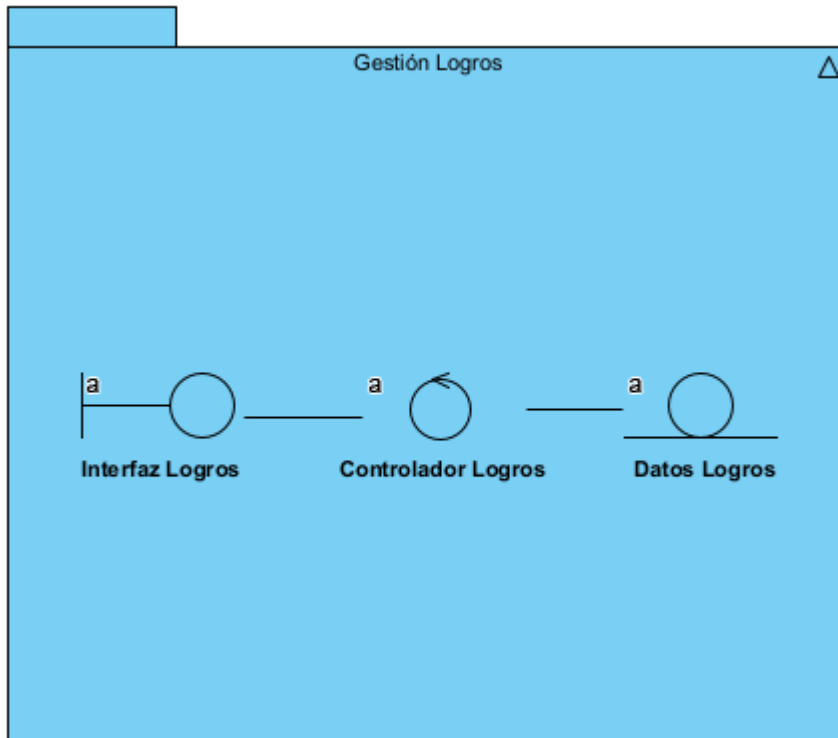 Gestión Logros
a
a
a
Interfaz Logros
Controlador Logros
Datos Logros